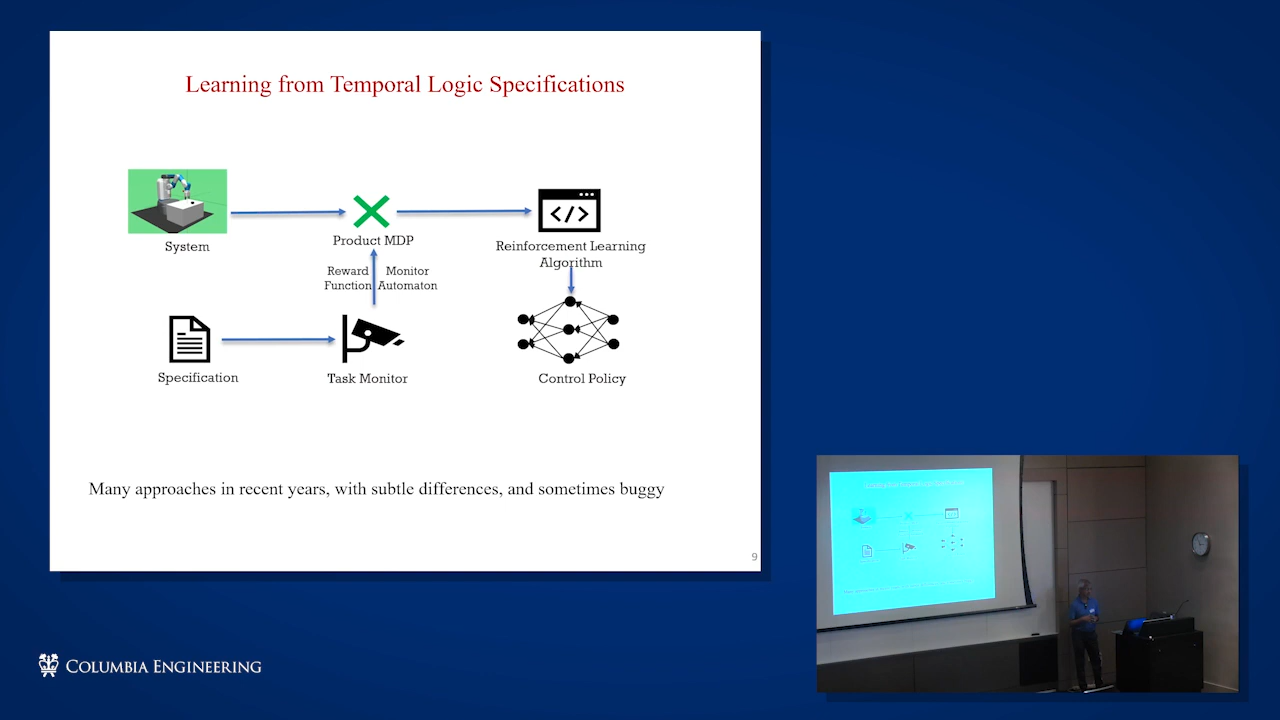 Learning from Temporal Logic Specifications
System
Product MDP
Reinforcement Learning
Algorithm
Reward
Function
Monitor
Automaton
</>
Specification
Task Monitor
Control Policy
Many approaches in recent years, with subtle differences, and sometimes buggy
9
COLUMBIA ENGINEERING